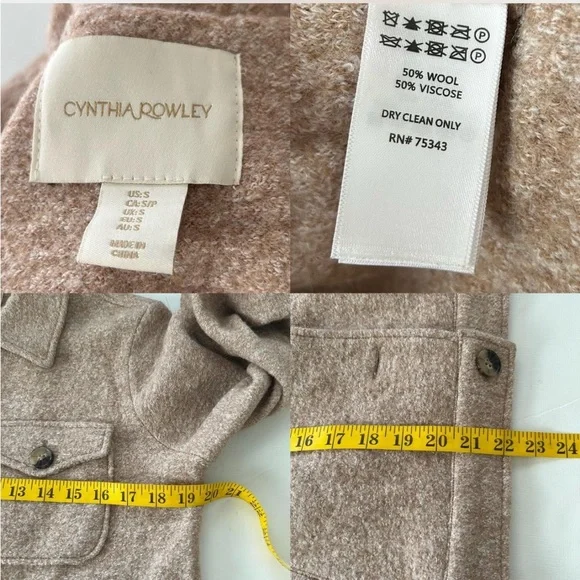 CYNTHIA ROWLEY
US: S
CA: S/P
UK: S
EU: S
AU: S
MADE IN
CHINA
50% WOOL
50% VISCOSE
DRY CLEAN ONLY
RN# 75343
13 14 15 16 17 18 19 20 21
16 17 18 19 20 21 22 23 24